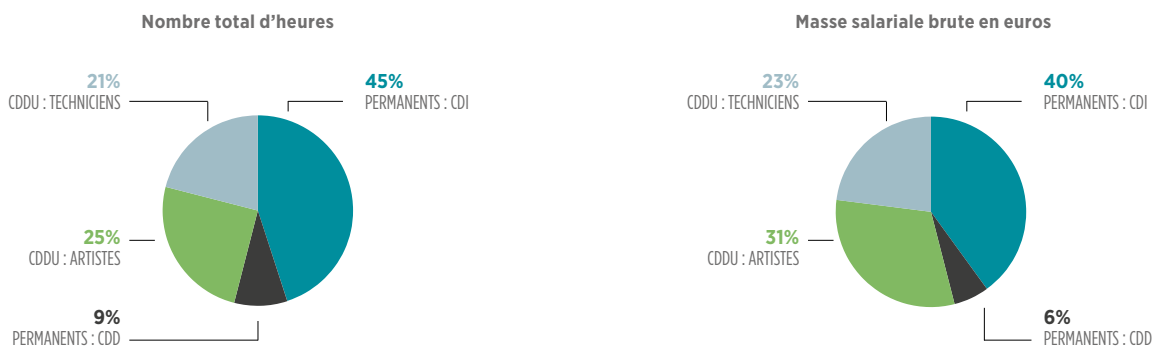 Nombre total d’heures
21%
CDDU : TECHNICIENS
45%
PERMANENTS : CDI
25%
CDDU : ARTISTES
9%
PERMANENTS : CDD
Masse salariale brute en euros
23%
CDDU : TECHNICIENS
40%
PERMANENTS : CDI
31%
CDDU : ARTISTES
6%
PERMANENTS : CDD